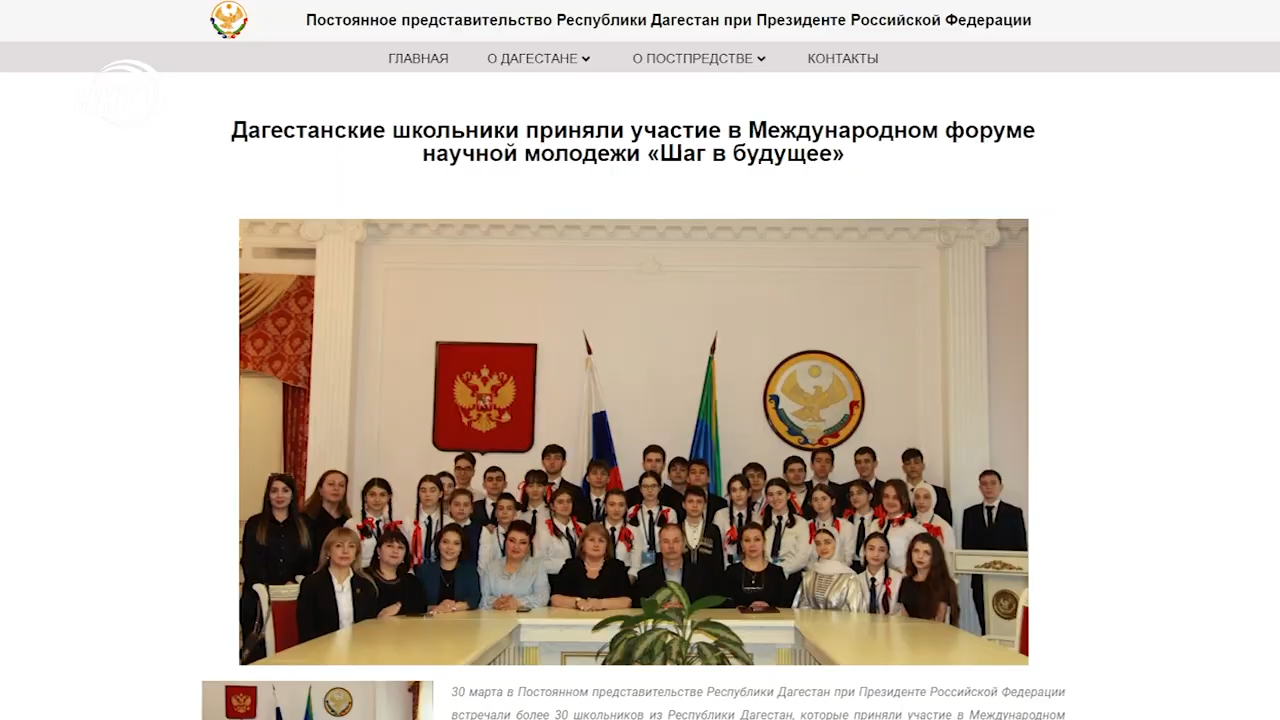 Постоянное представительство Республики Дагестан при Президенте Российской Федерации
ГЛАВНАЯ О ДАГЕСТАНЕ О ПОСТПРЕДСТВЕ КОНТАКТЫ
Дагестанские школьники приняли участие в Международном форуме
научной молодежи «Шаг в будущее»
30 марта в Постоянном представительстве Республики Дагестан при Президенте Российской Федерации
встречали более 30 школьников из Республики Дагестан, которые приняли участие в Международном